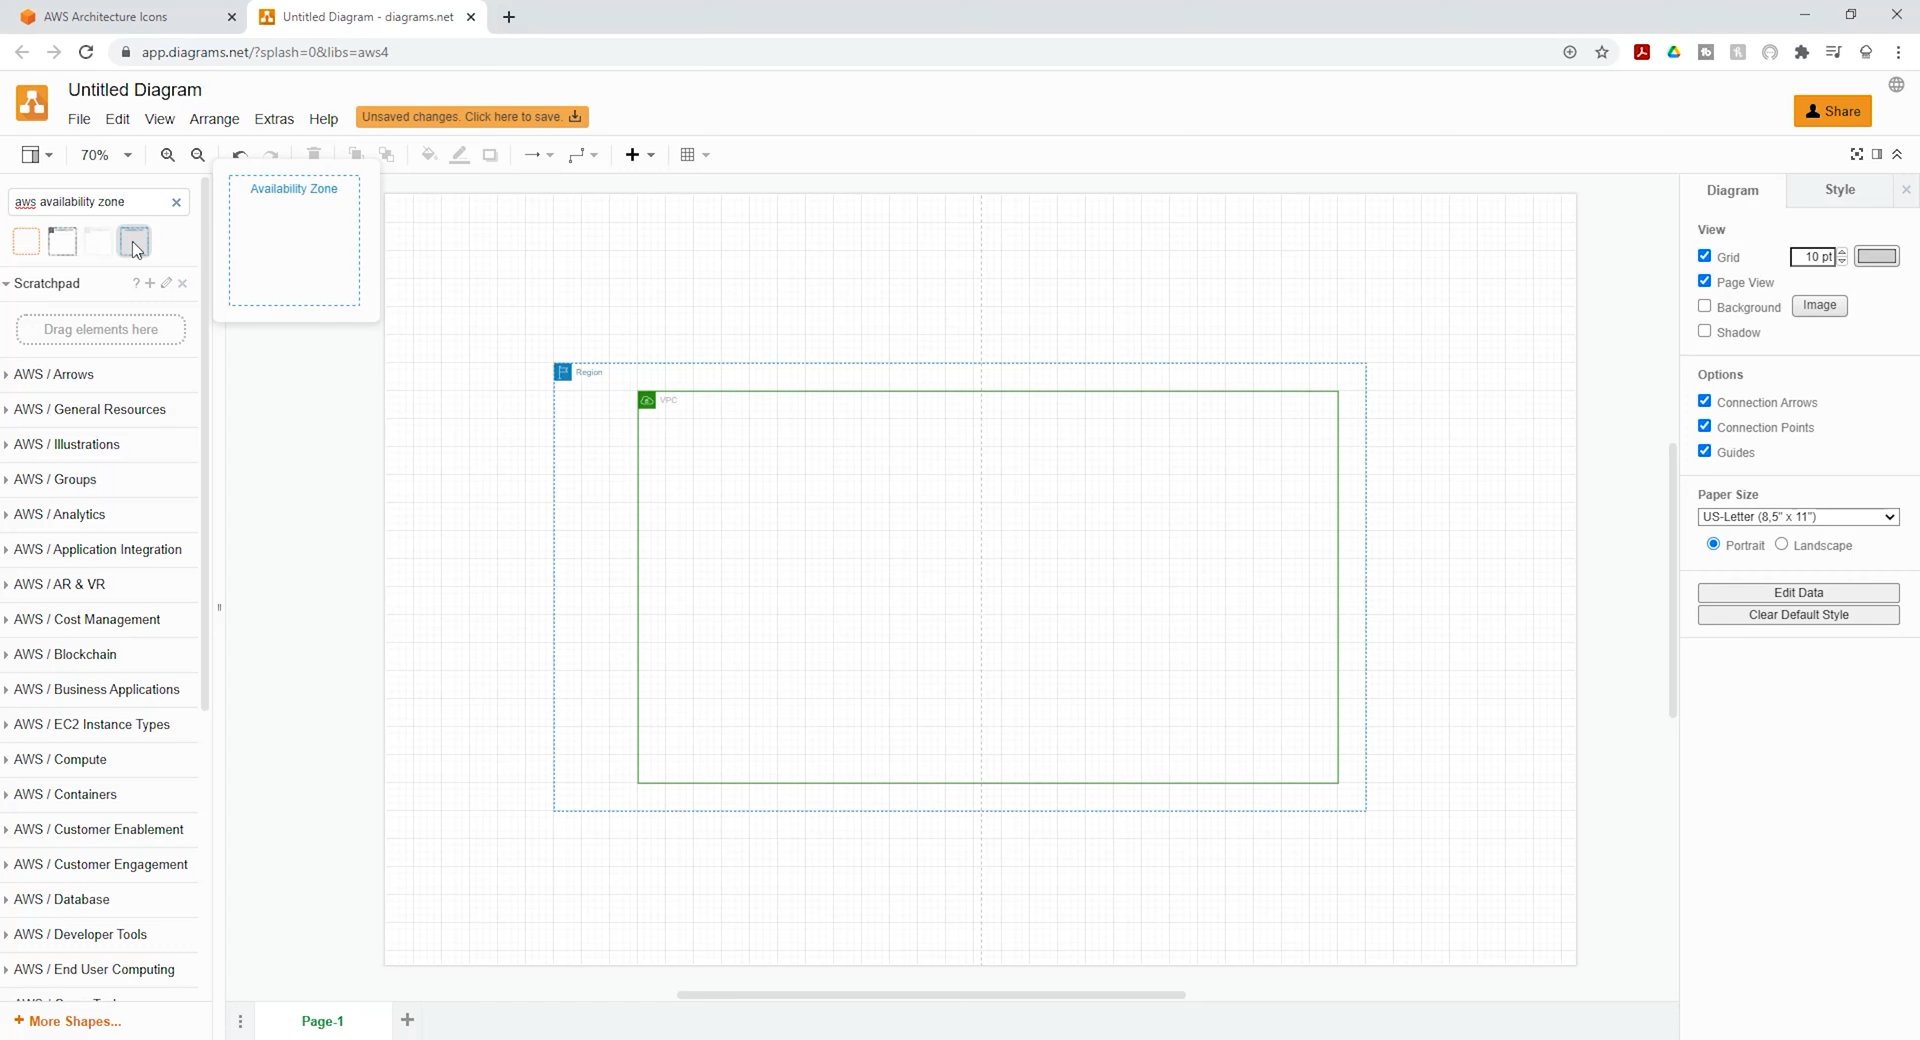 AWS Architecture Icons
Untitled Diagram - diagrams.net
app.diagrams.net/?splash=0&libs=aws4
Untitled Diagram
File Edit View Arrange Extras Help
Unsaved changes. Click here to save.
Share
70%
aws availability zone
Availability Zone
Scratchpad
?
Drag elements here
AWS / Arrows
AWS / General Resources
AWS / Illustrations
AWS / Groups
AWS / Analytics
AWS / Application Integration
AWS / AR & VR
AWS / Cost Management
AWS / Blockchain
AWS / Business Applications
AWS / EC2 Instance Types
AWS / Compute
AWS / Containers
AWS / Customer Enablement
AWS / Customer Engagement
AWS / Database
AWS / Developer Tools
AWS / End User Computing
+ More Shapes...
Region
VPC
Page-1
Diagram
Style
View
Grid
10 pt
Page View
Background
Image
Shadow
Options
Connection Arrows
Connection Points
Guides
Paper Size
US-Letter (8,5" x 11")
Portrait
Landscape
Edit Data
Clear Default Style